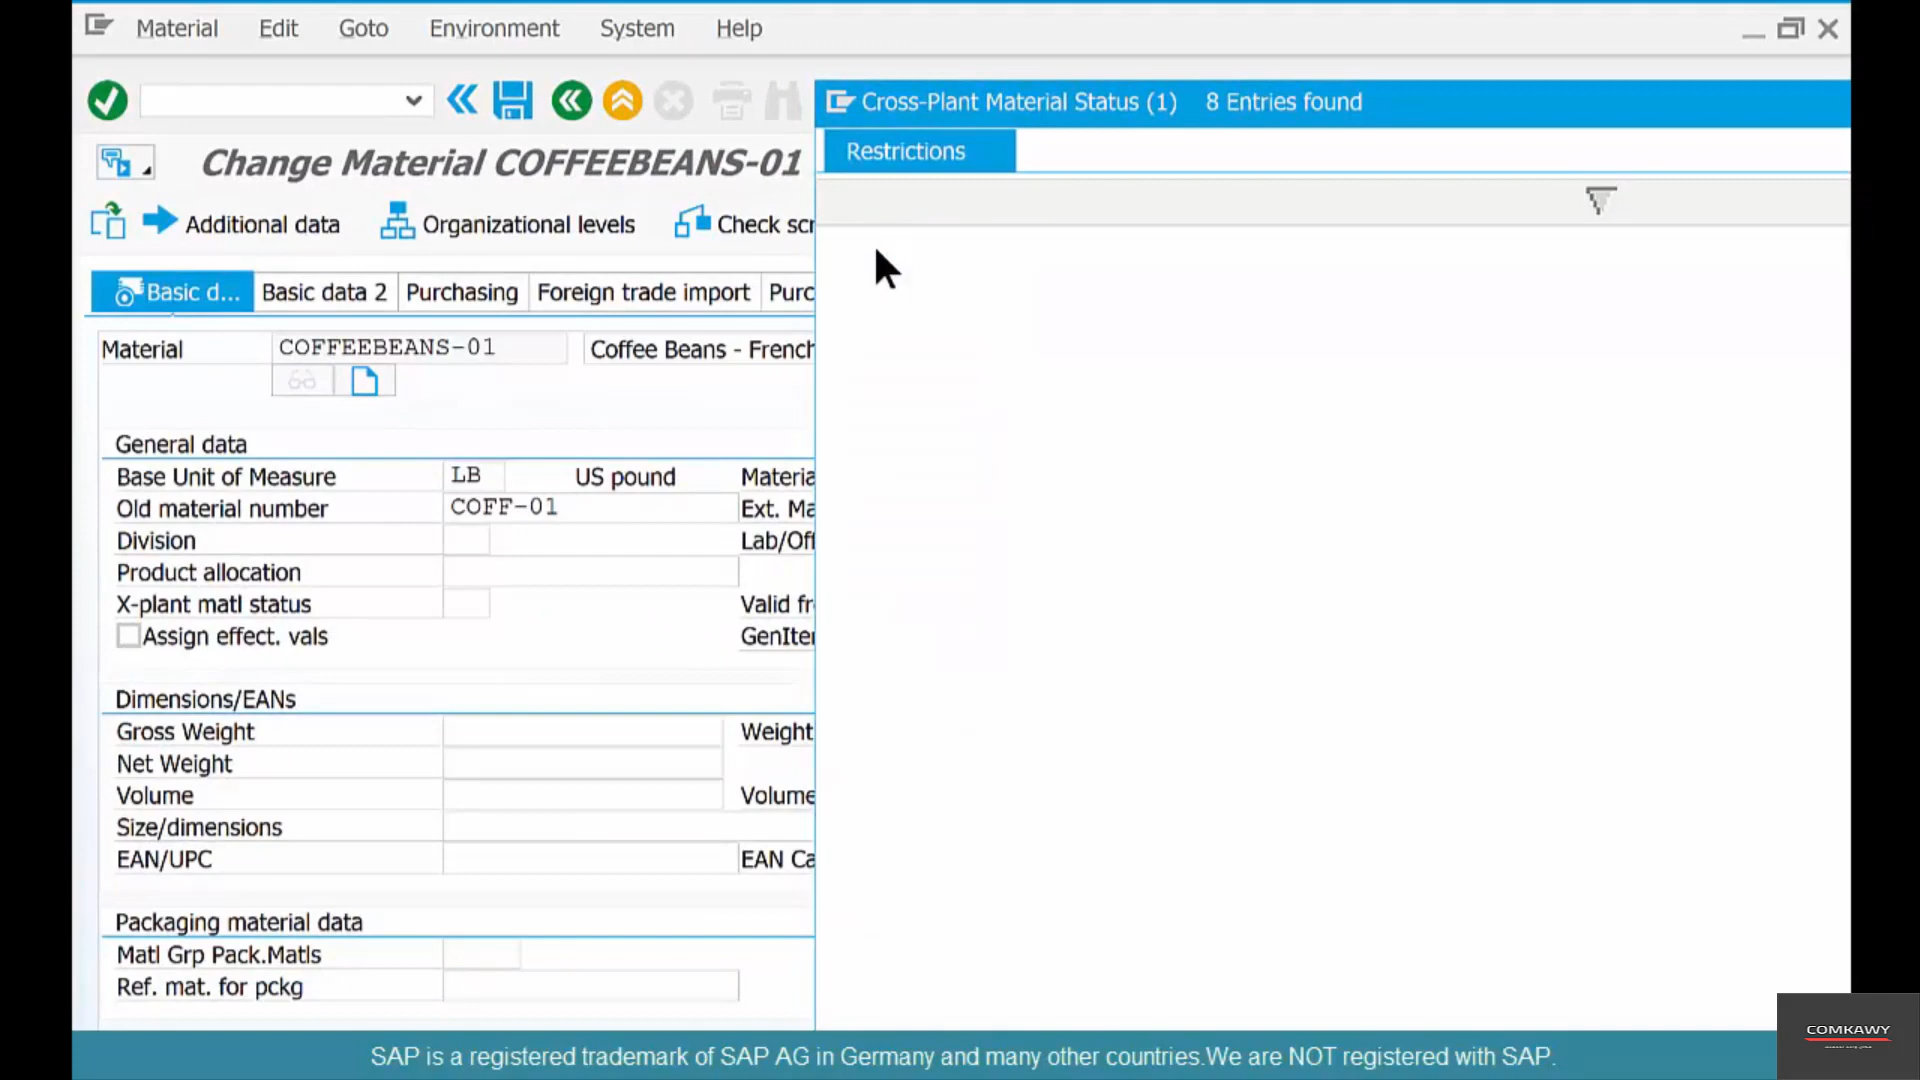 Material Edit Goto Environment System Help
Cross-Plant Material Status (1) 8 Entries found
Restrictions
Change Material COFFEEBEANS-01
Additional data Organizational levels Check scr
Basic d... Basic data 2 Purchasing Foreign trade import Purc
Material COFFEEBEANS-01 Coffee Beans - French
General data
Base Unit of Measure LB US pound Materia
Old material number COFF-01 Ext. Ma
Division Lab/Off
Product allocation
X-plant matl status Valid fr
Assign effect. vals GenIter
Dimensions/EANs
Gross Weight Weight
Net Weight
Volume Volume
Size/dimensions
EAN/UPC EAN Ca
Packaging material data
Matl Grp Pack.Matls
Ref. mat. for pckg
COMKAWY
SAP is a registered trademark of SAP AG in Germany and many other countries.We are NOT registered with SAP.